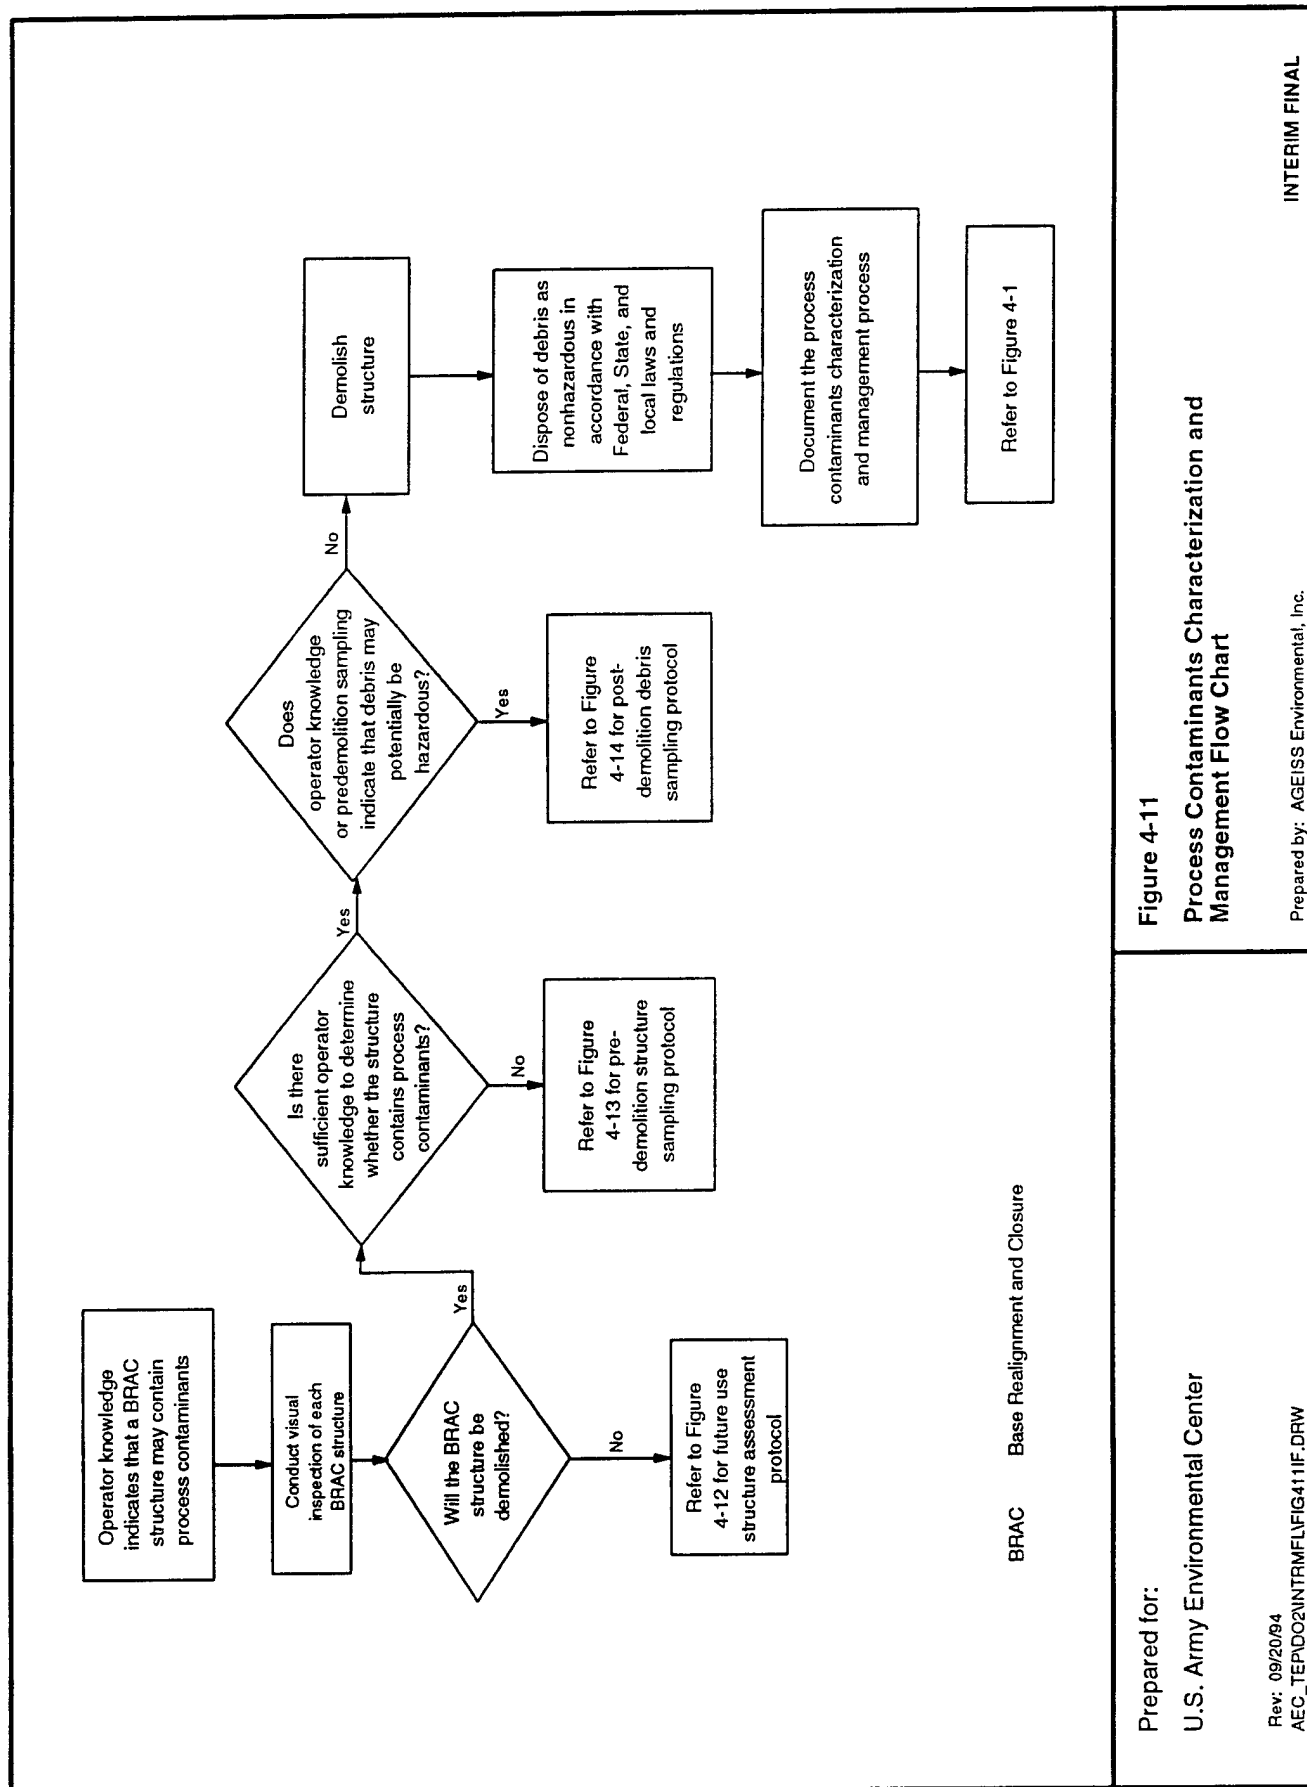 Operator knowledge
indicates that a BRAC
structure may contain
process contaminants
Conduct visual
inspection of each
BRAC structure
Will the BRAC
structure be
demolished?
Yes
No
Refer to Figure
4-12 for future use
structure assessment
protocol
Is there
sufficient operator
knowledge to determine
whether the structure
contains process
contaminants?
Yes
No
Refer to Figure
4-13 for pre-
demolition structure
sampling protocol
Does
operator knowledge
or predemolition sampling
indicate that debris may
potentially be
hazardous?
No
Yes
Refer to Figure
4-14 for post-
demolition debris
sampling protocol
Demolish
structure
Dispose of debris as
nonhazardous in
accordance with
Federal, State, and
local laws and
regulations
Document the process
contaminants characterization
and management process
Refer to Figure 4-1
BRAC Base Realignment and Closure
Prepared for:
U.S. Army Environmental Center
Rev: 09/20/94
AEC_TEP\DO2\INTRMFL\FIG411IF.DRW
Figure 4-11
Process Contaminants Characterization and
Management Flow Chart
Prepared by: AGEISS Environmental, Inc.
INTERIM FINAL